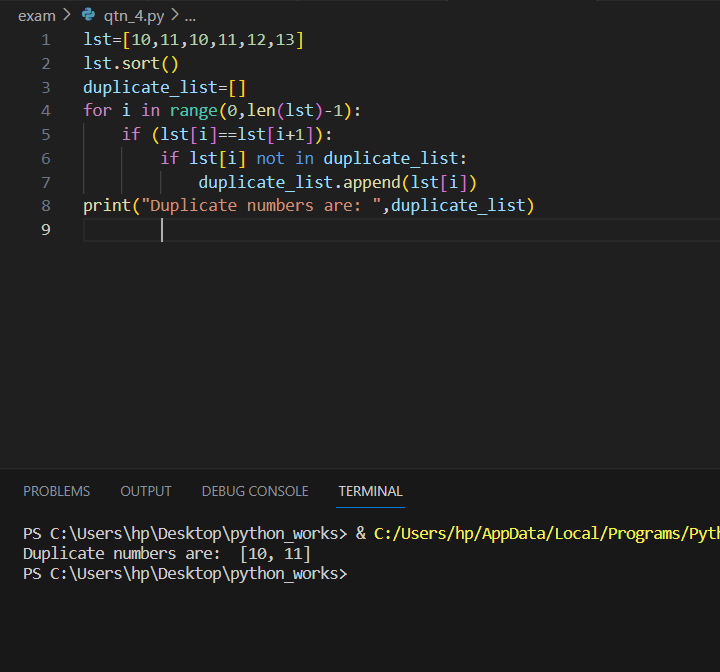 exam > qtn_4.py > ...
1 lst=[10,11,10,11,12,13]
2 lst.sort()
3 duplicate_list=[]
4 for i in range(0,len(lst)-1):
5     if (lst[i]==lst[i+1]):
6         if lst[i] not in duplicate_list:
7             duplicate_list.append(lst[i])
8 print("Duplicate numbers are: ",duplicate_list)
9
PROBLEMS OUTPUT DEBUG CONSOLE TERMINAL
PS C:\Users\hp\Desktop\python_works> & C:/Users/hp/AppData/Local/Programs/Pyth
Duplicate numbers are:  [10, 11]
PS C:\Users\hp\Desktop\python_works>